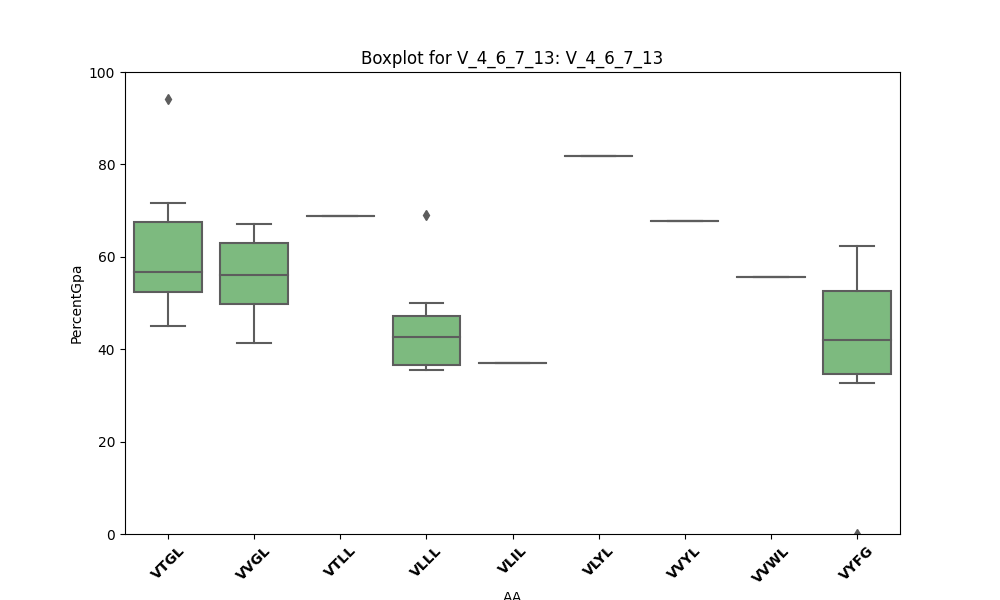 Boxplot for V_4_6_7_13: V_4_6_7_13
100
80
60
40
20
0
PercentGpa
VTGL
VVGL
VTLL
VLLL
VLIL
VLYL
VVYL
VVWL
VYFG
AA